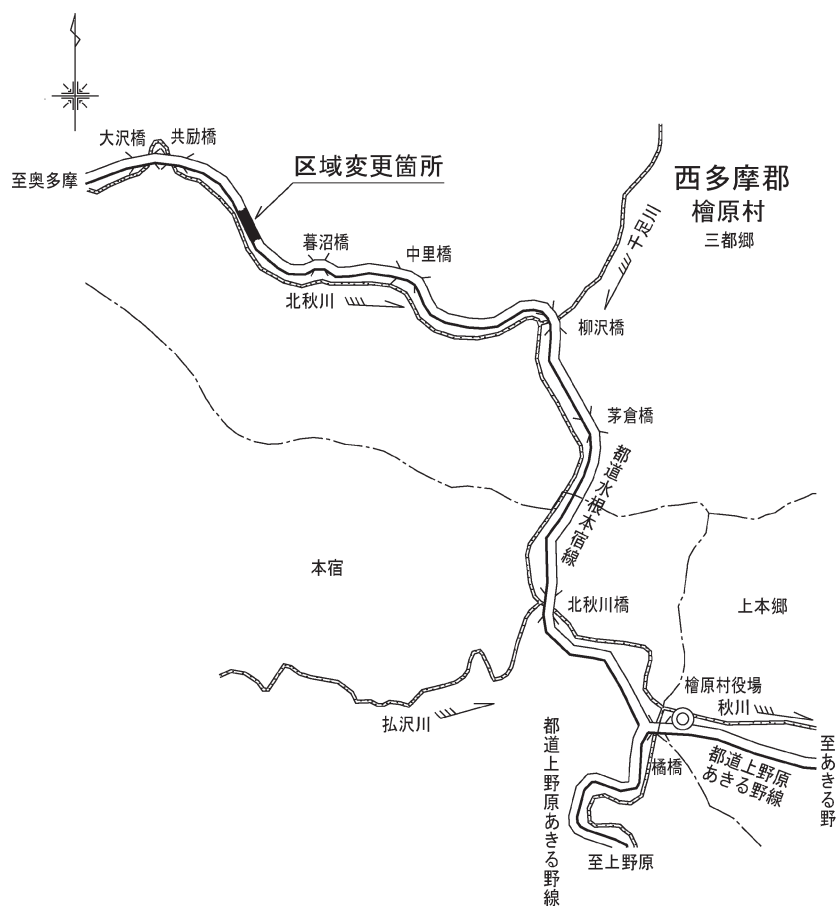 大沢橋
共励橋
至奥多摩
区域変更箇所
西多摩郡
檜原村
三都郷
千足川
暮沼橋
中里橋
北秋川
柳沢橋
茅倉橋
都道水根本宿線
本宿
北秋川橋
上本郷
檜原村役場
秋川
払沢川
都道上野原あきる野線
橘橋
都道上野原
あきる野線
至あきる野
至上野原